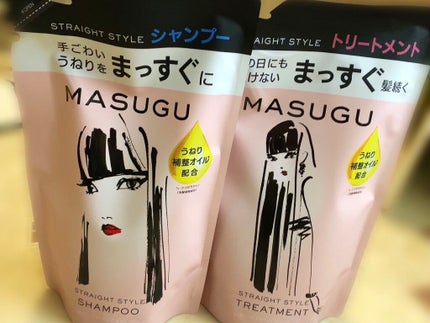 STRAIGHT STYLE シャンプー
手ごわい
うねりを まっすぐに
MASUGU
うねり
補整オイル
配合
STRAIGHT STYLE
SHAMPOO
STRAIGHT STYLE トリートメント
日にも
けない まっすぐ 髪続く
MASUGU
うねり
補整オイル
配合
STRAIGHT STYLE
TREATMENT